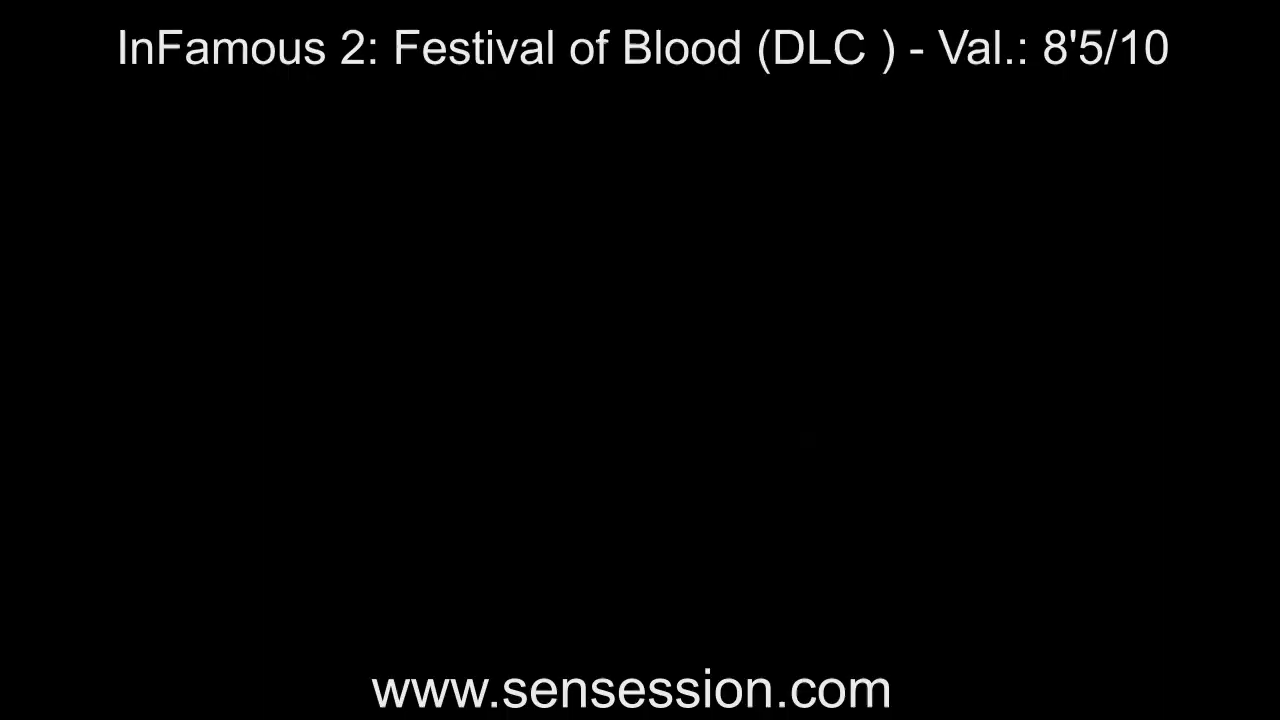 InFamous 2: Festival of Blood (DLC ) - Val.: 8'5/10
www.sensession.com